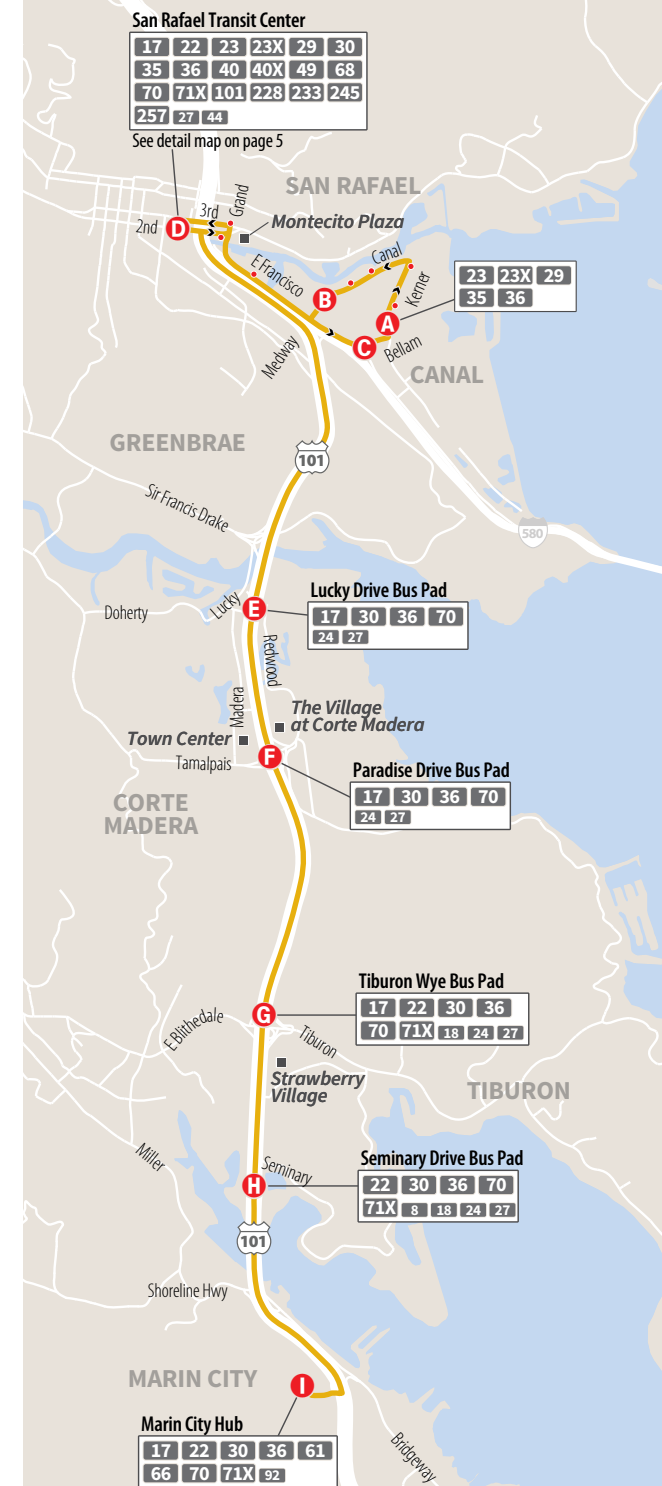 San Rafael Transit Center
17 22 23 23X 29 30
35 36 40 40X 49 68
70 71X 101 228 233 245
257 27 44
See detail map on page 5
SAN RAFAEL
Grand
3rd
2nd
D
Montecito Plaza
E Francisco
Canal
Kerner
B
A
23 23X 29
35 36
C
Bellam
Medway
CANAL
GREENBRAE
101
Sir Francis Drake
580
Lucky Drive Bus Pad
17 30 36 70
24 27
E
Lucky
Doherty
Redwood
Madera
The Village
at Corte Madera
Town Center
F
Tamalpais
Paradise Drive Bus Pad
17 30 36 70
24 27
CORTE
MADERA
Tiburon Wye Bus Pad
17 22 30 36
70 71X 18 24 27
G
E Blithedale
Tiburon
Strawberry
Village
TIBURON
Miller
Seminary
Seminary Drive Bus Pad
22 30 36 70
71X 8 18 24 27
H
101
Shoreline Hwy
MARIN CITY
I
Marin City Hub
17 22 30 36 61
66 70 71X 92
Bridgeway